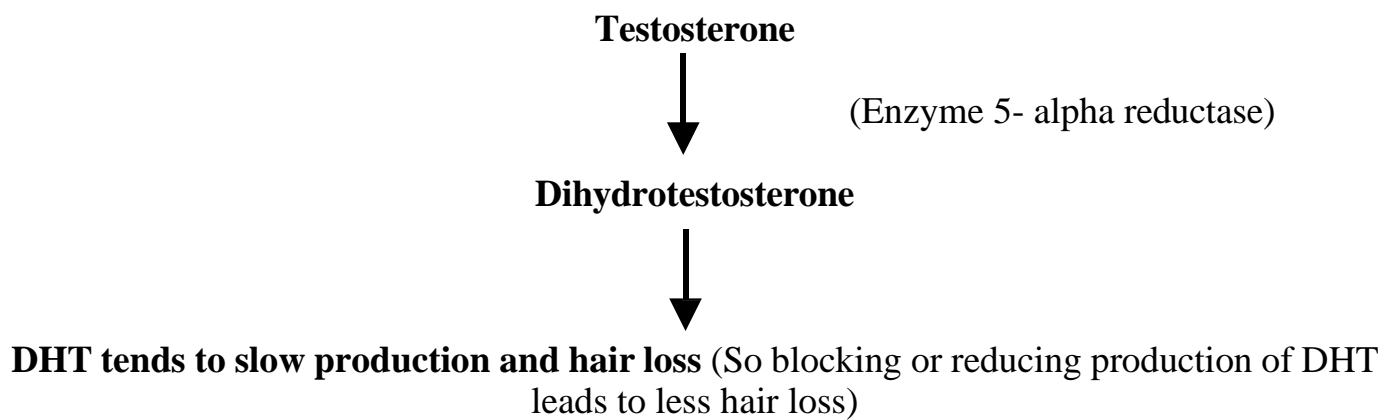 Testosterone
(Enzyme 5- alpha reductase)
Dihydrotestosterone
DHT tends to slow production and hair loss (So blocking or reducing production of DHT
leads to less hair loss)